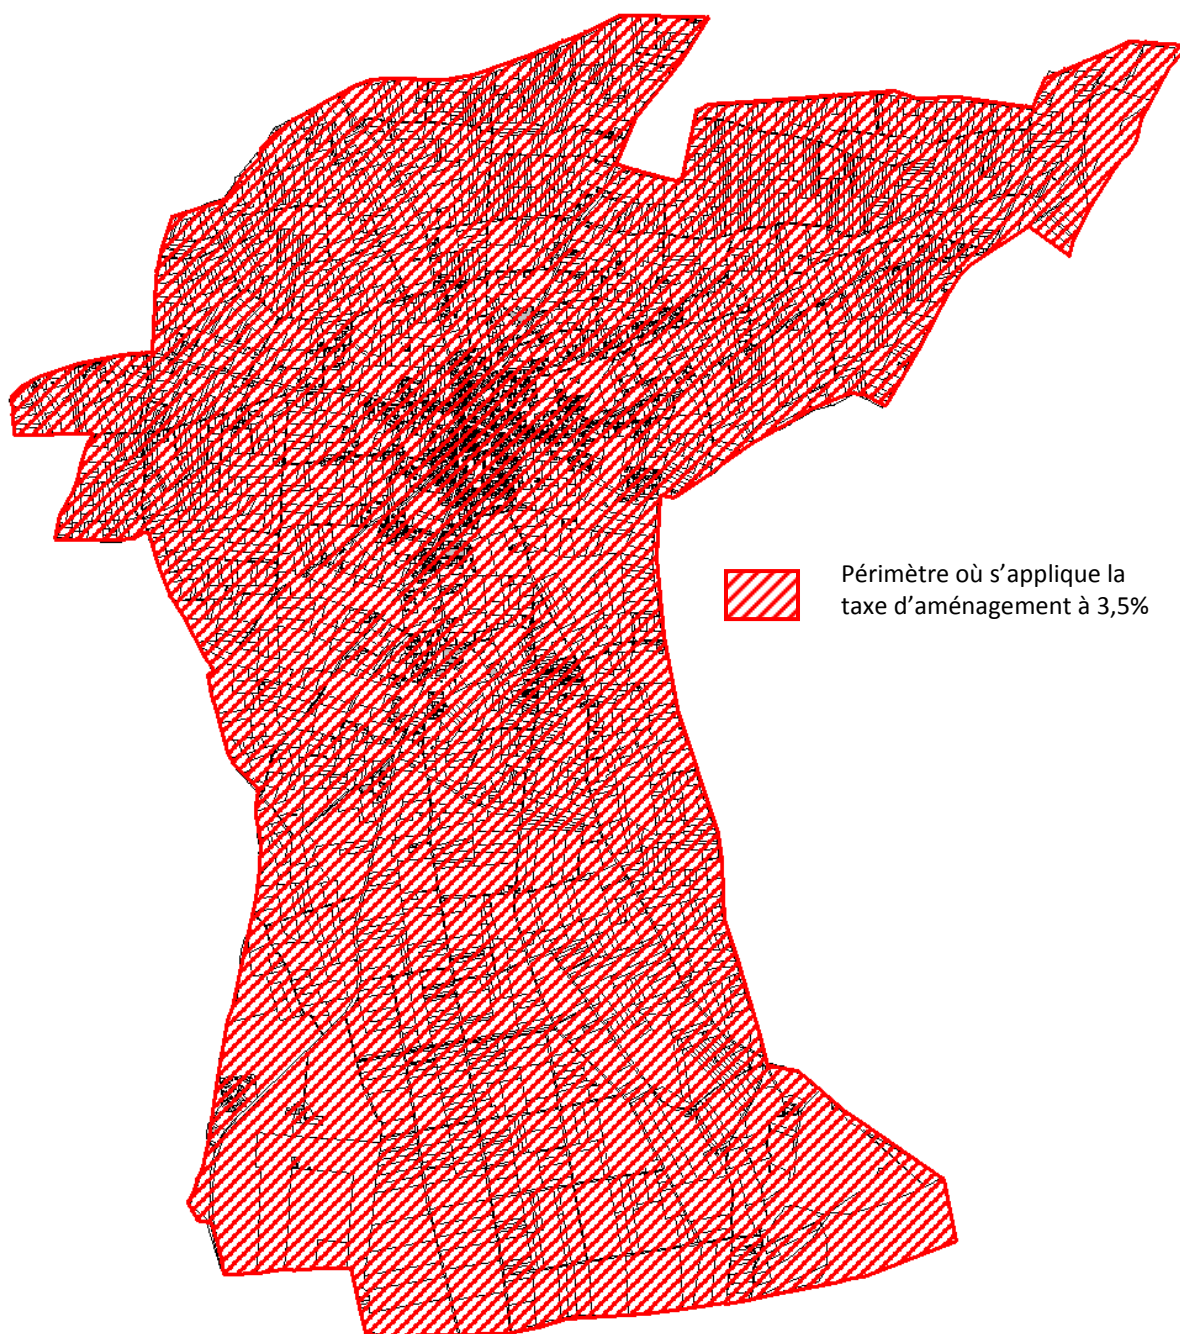 Périmètre où s’applique la
taxe d’aménagement à 3,5%